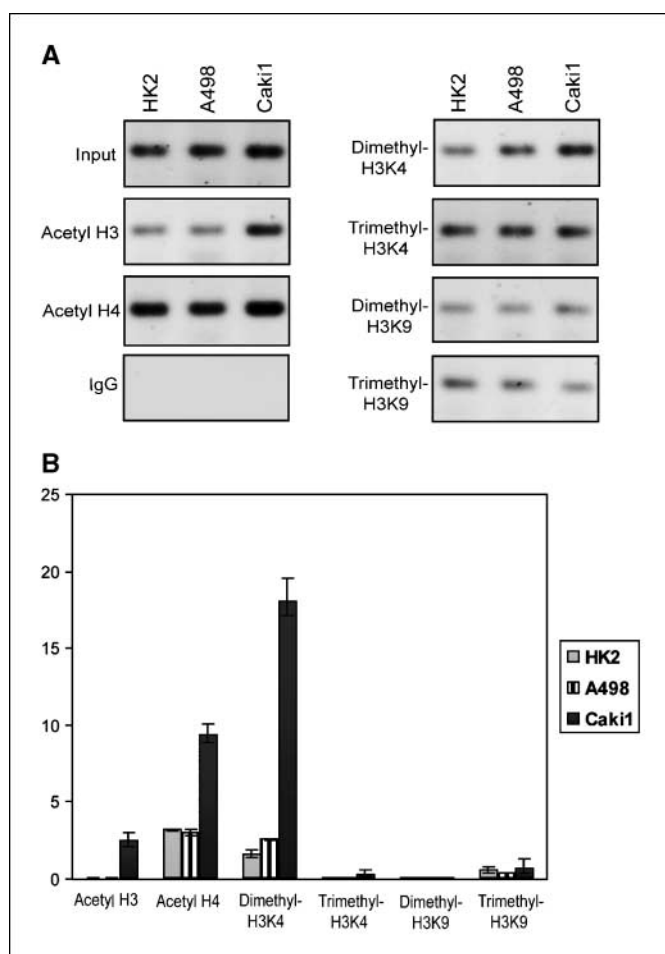 A
HK2 A498 Caki1
Input
Acetyl H3
Acetyl H4
IgG
HK2 A498 Caki1
Dimethyl-
H3K4
Trimethyl-
H3K4
Dimethyl-
H3K9
Trimethyl-
H3K9
B
25
20
15
10
5
0
Acetyl H3 Acetyl H4 Dimethyl- Trimethyl- Dimethyl- Trimethyl-
H3K4 H3K4 H3K9 H3K9
HK2
A498
Caki1